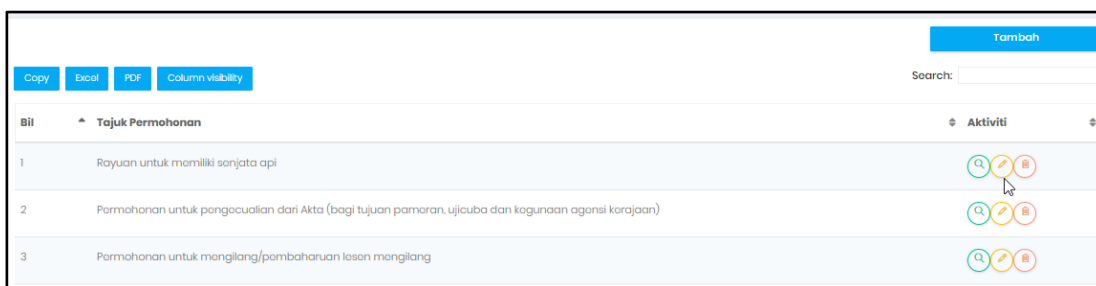 Tambah
Copy Excel PDF Column visibility Search:
Bil Tajuk Permohonan Aktiviti
1 Rayuan untuk memiliki senjata api
2 Permohonan untuk pengecualian dari Akta (bagi tujuan pameran, ujicuba dan kegunaan agensi kerajaan)
3 Permohonan untuk mengilang/pembaharuan lesen mengilang